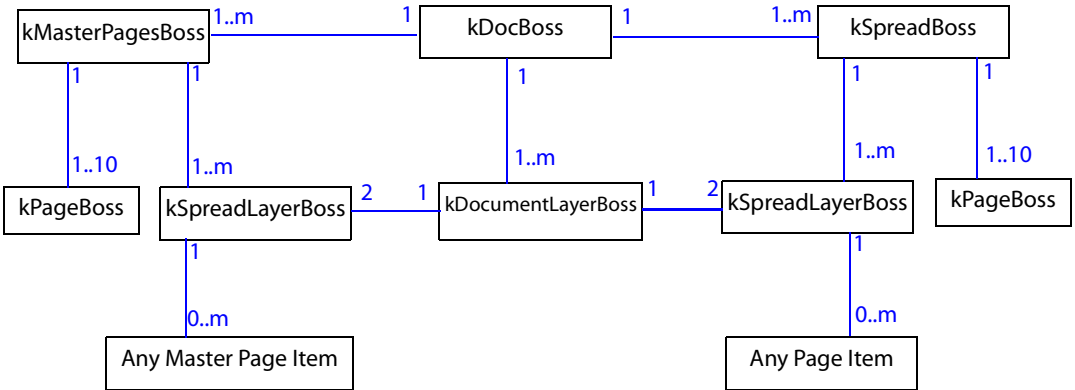 kMasterPagesBoss 1..m 1 kDocBoss 1 1..m kSpreadBoss
1 1 1 1 1
1..10 1..m 1..m 1..m 1..10
kPageBoss kSpreadLayerBoss 2 1 kDocumentLayerBoss 1 2 kSpreadLayerBoss kPageBoss
1 1
0..m 0..m
Any Master Page Item Any Page Item